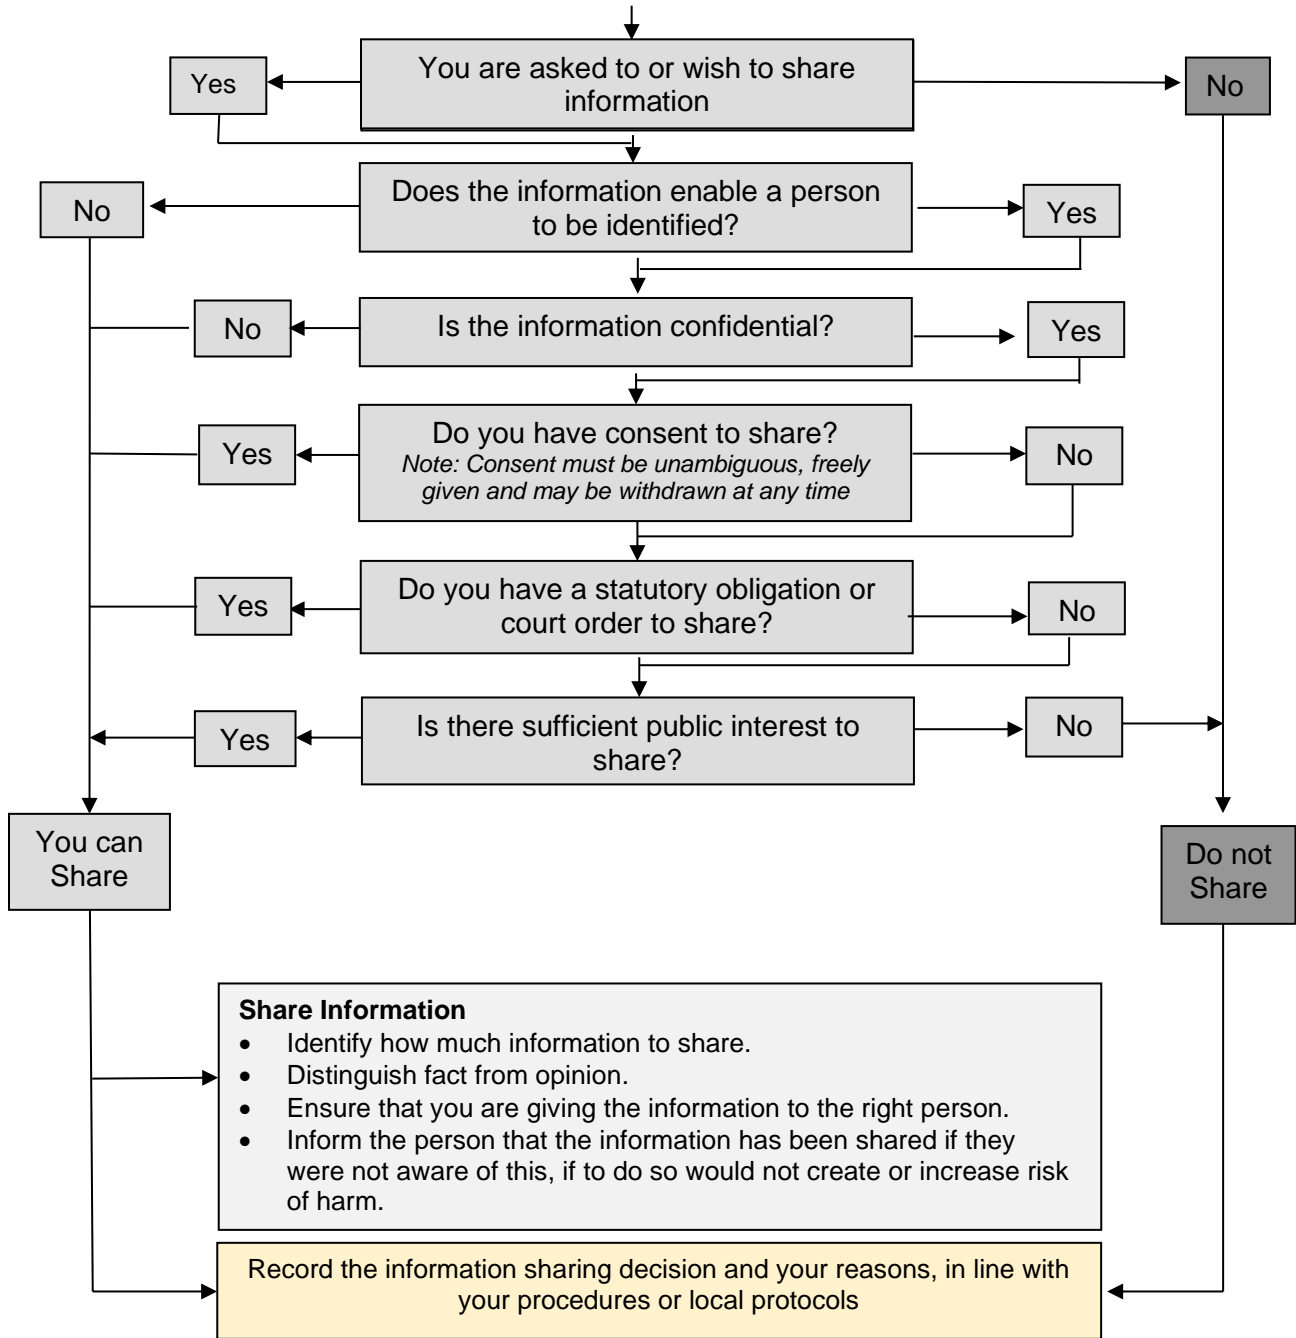 You are asked to or wish to share
information
Yes
No
Does the information enable a person
to be identified?
No
Yes
Is the information confidential?
No
Yes
Do you have consent to share?
Note: Consent must be unambiguous, freely
given and may be withdrawn at any time
Yes
No
Do you have a statutory obligation or
court order to share?
Yes
No
Is there sufficient public interest to
share?
Yes
No
You can
Share
Do not
Share
Share Information
• Identify how much information to share.
• Distinguish fact from opinion.
• Ensure that you are giving the information to the right person.
• Inform the person that the information has been shared if they
were not aware of this, if to do so would not create or increase risk
of harm.
Record the information sharing decision and your reasons, in line with
your procedures or local protocols